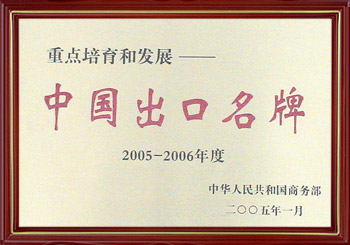 重点培育和发展——
中国出口名牌
2005-2006年度
中华人民共和国商务部
二〇〇五年一月